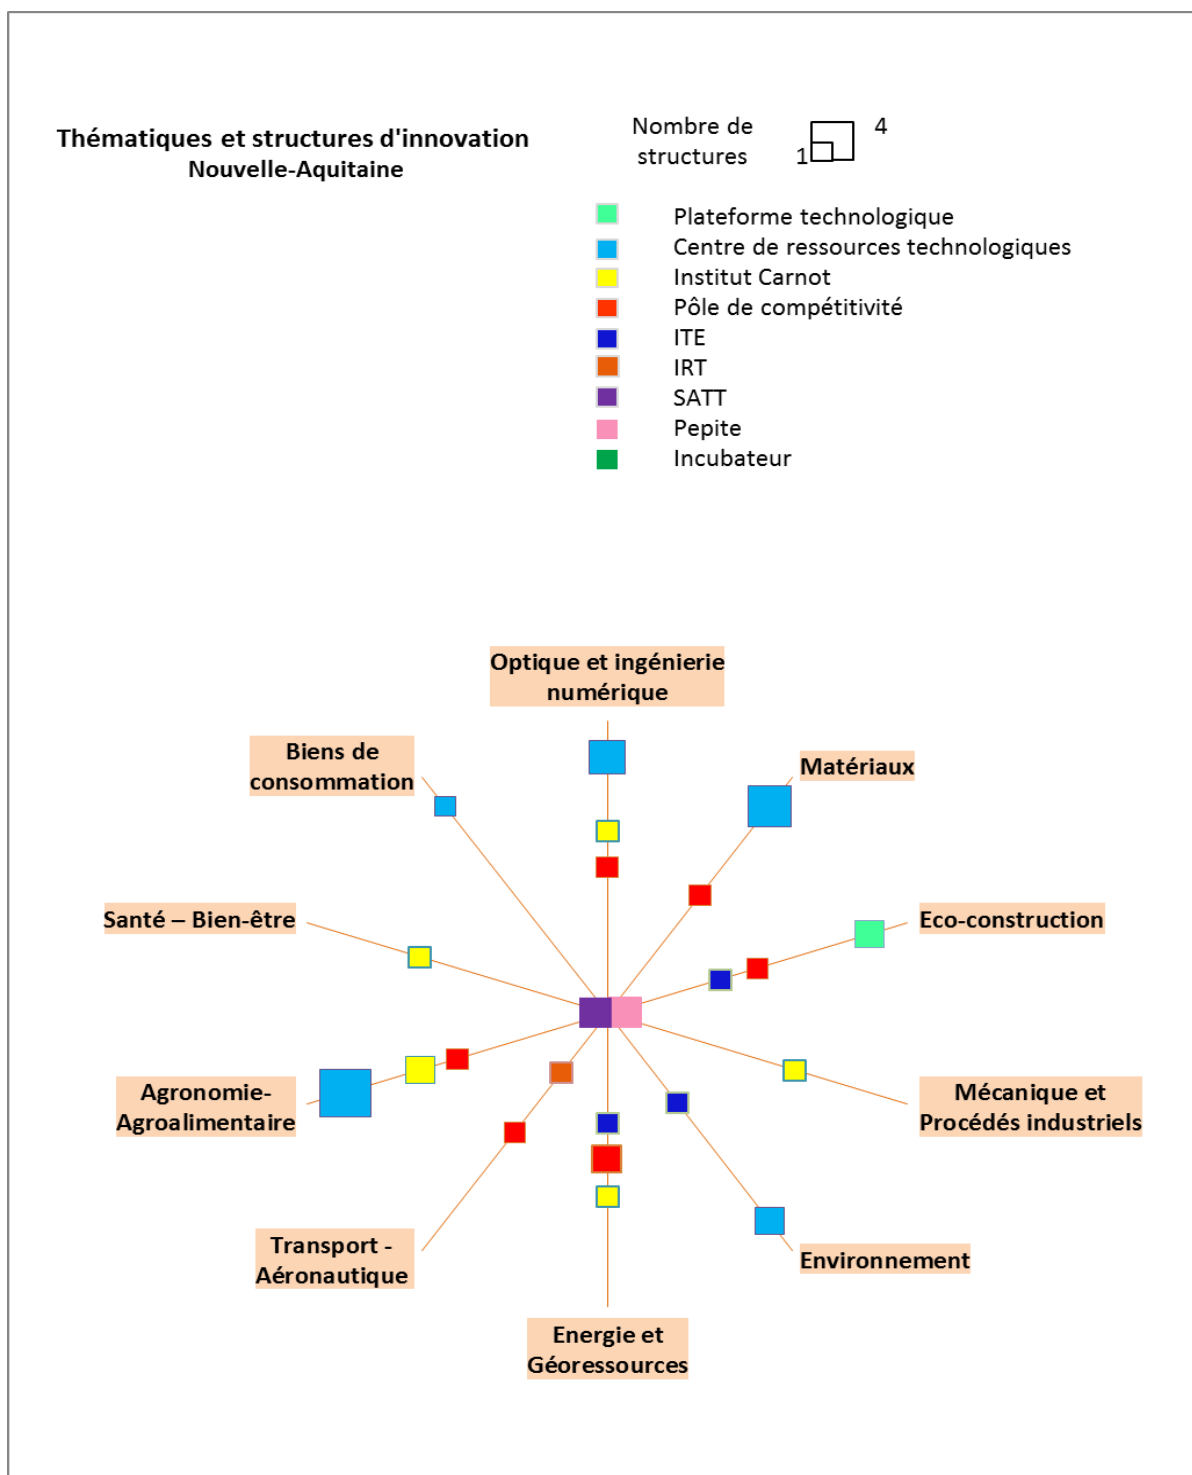 Thématiques et structures d'innovation
Nouvelle-Aquitaine
Nombre de
structures
1
4
Plateforme technologique
Centre de ressources technologiques
Institut Carnot
Pôle de compétitivité
ITE
IRT
SATT
Pepite
Incubateur
Optique et ingénierie
numérique
Biens de
consommation
Matériaux
Santé – Bien-être
Eco-construction
Agronomie-
Agroalimentaire
Mécanique et
Procédés industriels
Transport -
Aéronautique
Environnement
Energie et
Géoressources